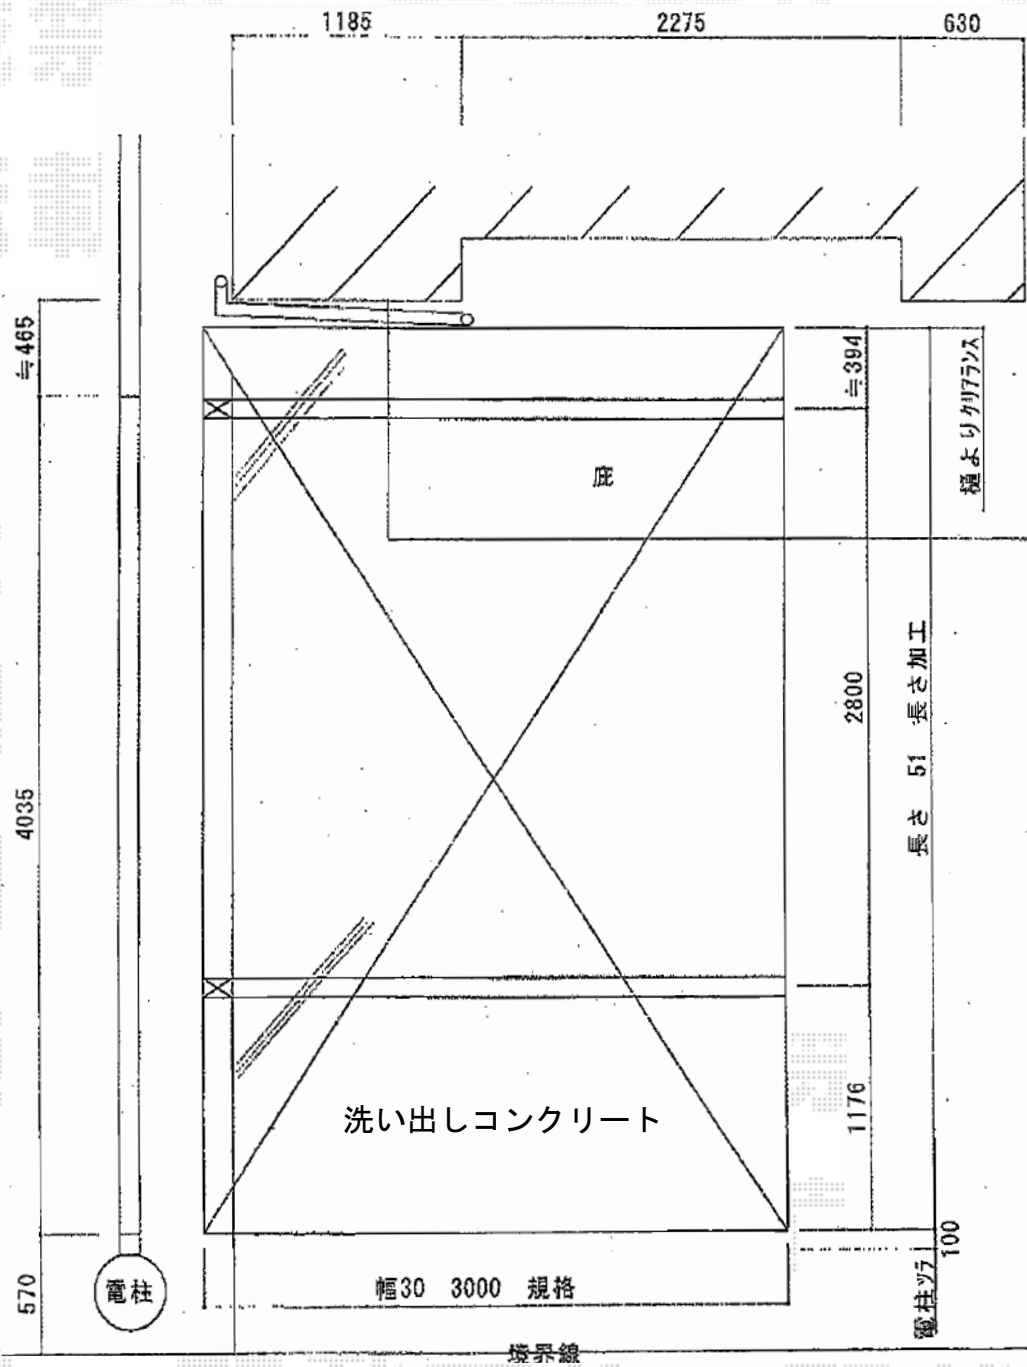 1185
2275
630
≒465
≒394
樋よりクリアランス
庇
2800
長さ 51 長さ加工
4035
1176
洗い出しコンクリート
100
電柱ヅラ
570
電柱
幅30 3000 規格
境界線